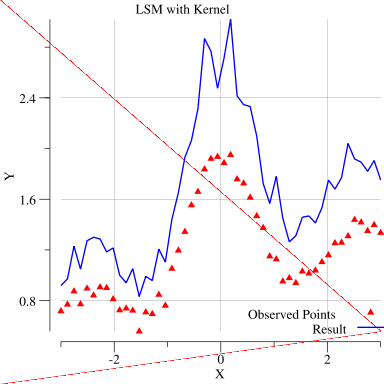 LSM with Kernel
2.4
1.6
0.8
Y
-2
0
2
X
Observed Points
Result